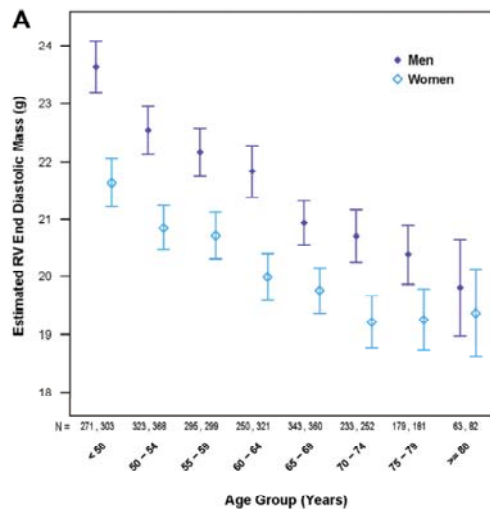 A
24
23
22
21
20
19
18
Estimated RV End Diastolic Mass (g)
Men
Women
N = 271 , 303 323 , 368 295 , 299 250 , 321 343 , 360 233 , 252 179 , 181 63 , 82
< 50 50 – 54 55 – 59 60 – 64 65 – 69 70 – 74 75 – 79 >= 80
Age Group (Years)